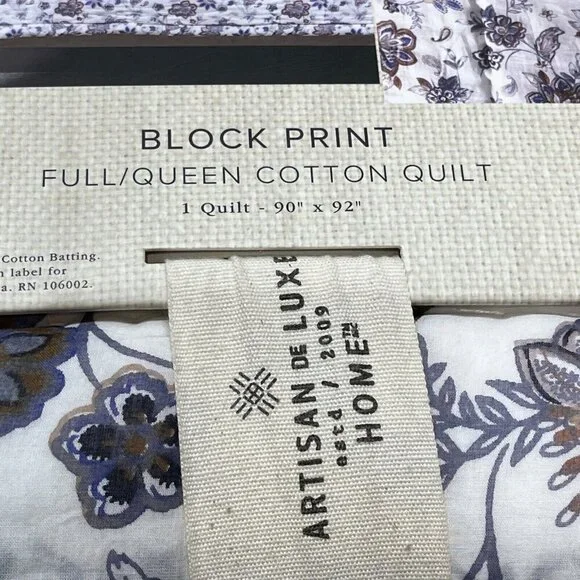 BLOCK PRINT
FULL/QUEEN COTTON QUILT
1 Quilt - 90" x 92"
Cotton Batting.
label for
RN 106002.
ARTISAN DE LUXE
estd / 2009
HOME™